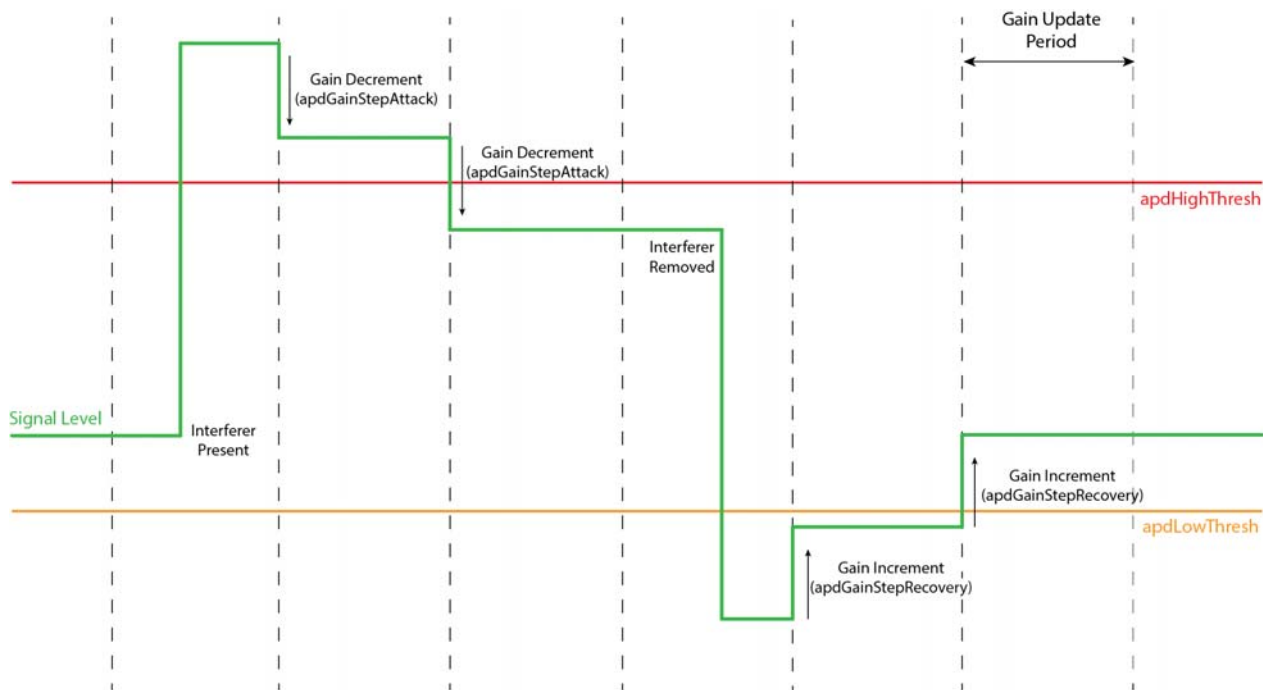 Gain Update
Period
Gain Decrement
(apdGainStepAttack)
Gain Decrement
(apdGainStepAttack)
apdHighThresh
Interferer
Removed
Signal Level
Interferer
Present
Gain Increment
(apdGainStepRecovery)
apdLowThresh
Gain Increment
(apdGainStepRecovery)